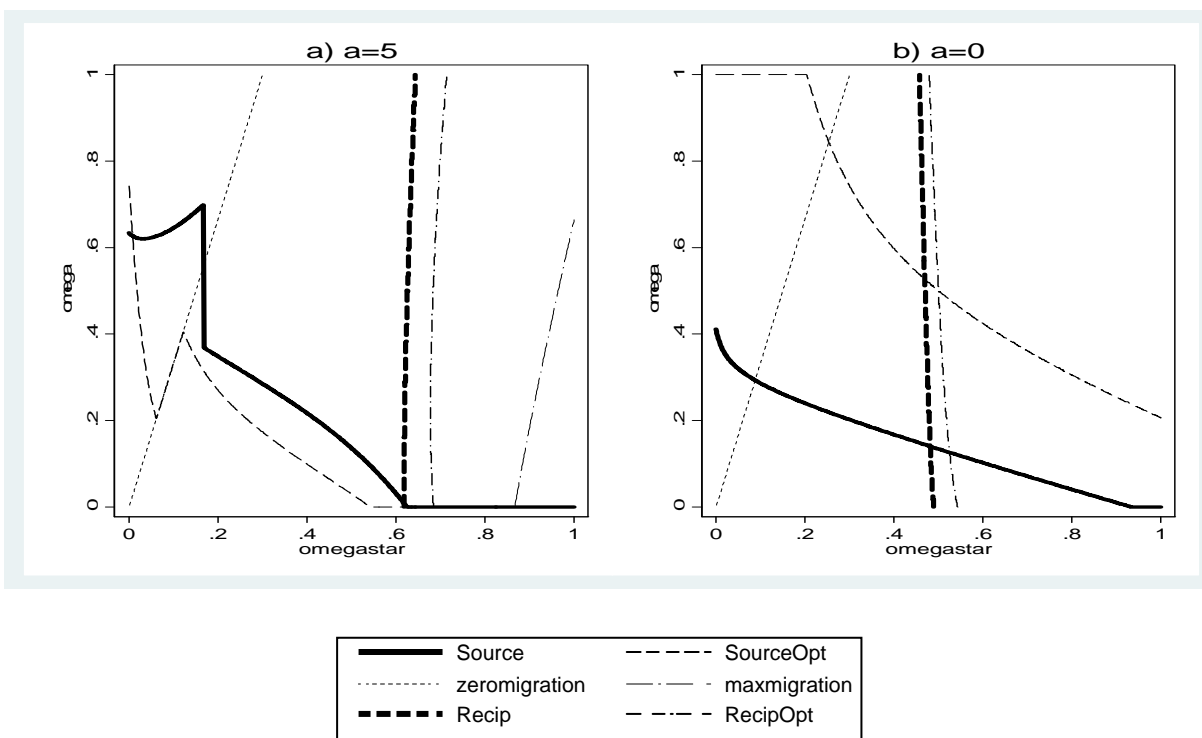 a) a=5
b) a=0
1
.8
.6
.4
.2
0
omega
0 .2 .4 .6 .8 1
omegastar
1
.8
.6
.4
.2
0
omega
0 .2 .4 .6 .8 1
omegastar
Source
SourceOpt
zeromigration
maxmigration
Recip
RecipOpt